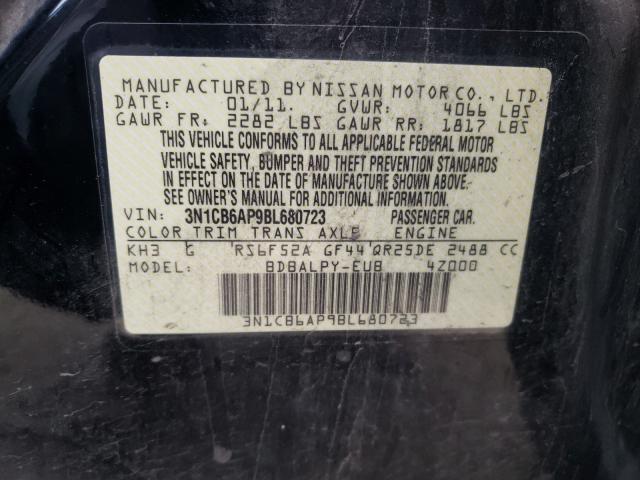 MANUFACTURED BY NISSAN MOTOR CO., LTD.
DATE: 01/11. GVWR: 4066 LBS
GAWR FR: 2282 LBS GAWR RR: 1817 LBS
THIS VEHICLE CONFORMS TO ALL APPLICABLE FEDERAL MOTOR
VEHICLE SAFETY, BUMPER AND THEFT PREVENTION STANDARDS
IN EFFECT ON THE DATE OF MANUFACTURE SHOWN ABOVE.
SEE OWNER'S MANUAL FOR ADDITIONAL INFORMATION.
VIN: 3N1CB6AP9BL680723 PASSENGER CAR.
COLOR TRIM TRANS AXLE ENGINE
KH3 G RS6F52A GF44 QR25DE 2488 CC
MODEL: BDBALPY-EUB 4Z000
3N1CB6AP9BL680723